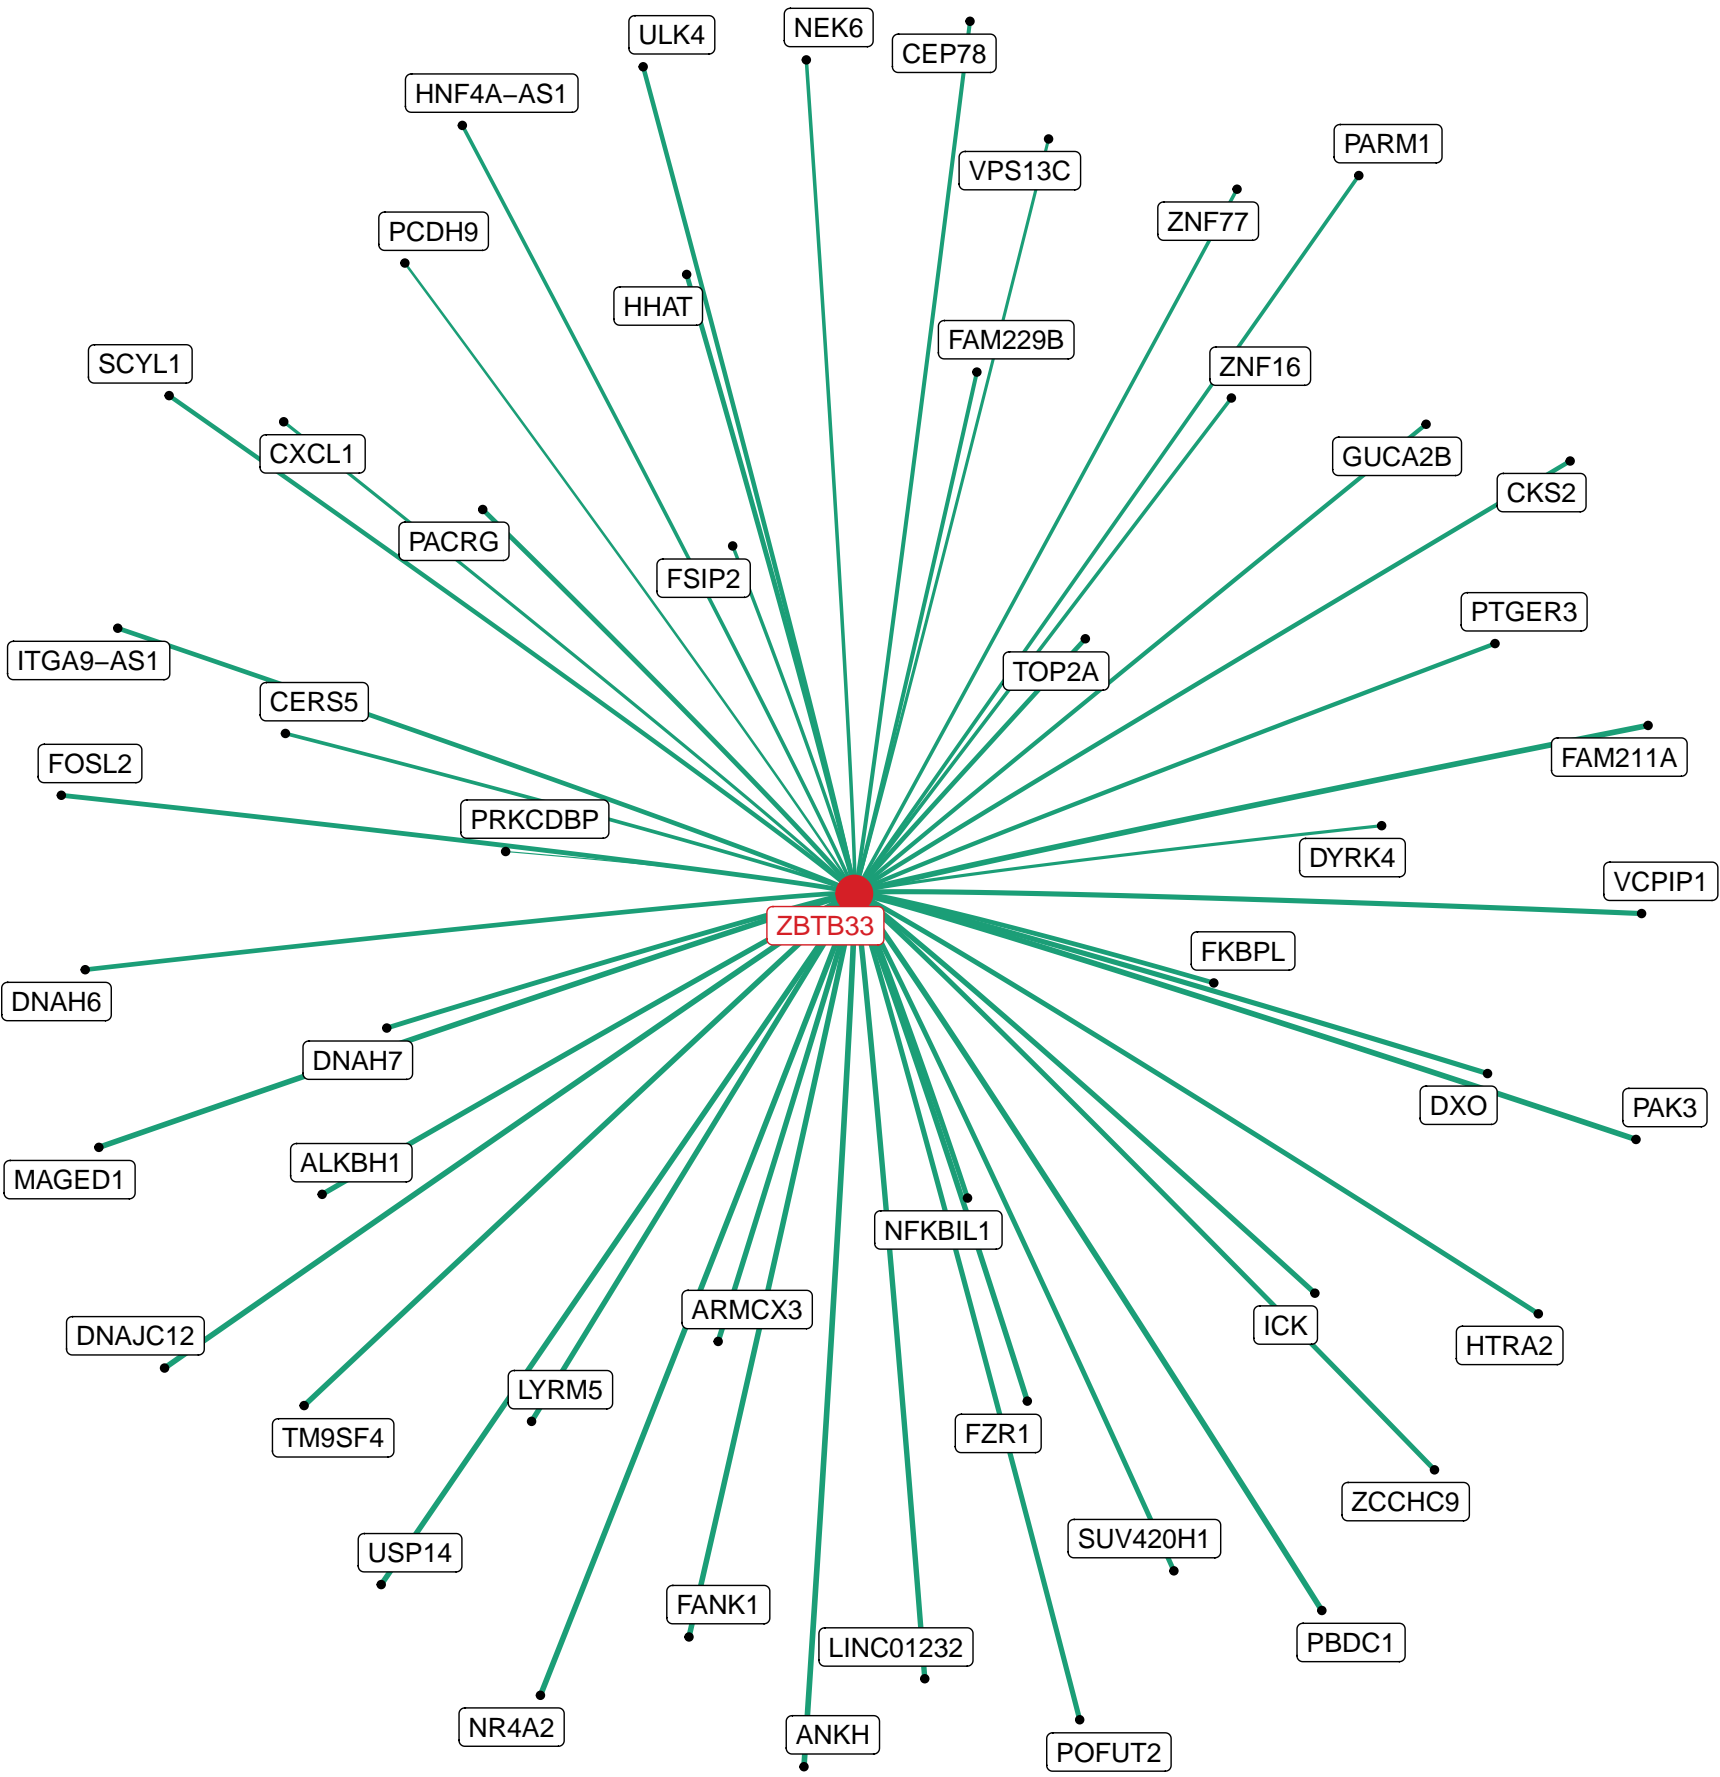 NEK6
ULK4
CEP78
HNF4A–AS1
PARM1
VPS13C
ZNF77
PCDH9
HHAT
FAM229B
SCYL1
ZNF16
CXCL1
GUCA2B
CKS2
PACRG
FSIP2
PTGER3
ITGA9–AS1
TOP2A
CERS5
FAM211A
FOSL2
PRKCDBP
DYRK4
VCPIP1
ZBTB33
FKBPL
DNAH6
DNAH7
DXO
PAK3
ALKBH1
MAGED1
NFKBIL1
ARMCX3
ICK
DNAJC12
HTRA2
LYRM5
FZR1
TM9SF4
ZCCHC9
SUV420H1
USP14
FANK1
PBDC1
LINC01232
NR4A2
ANKH
POFUT2